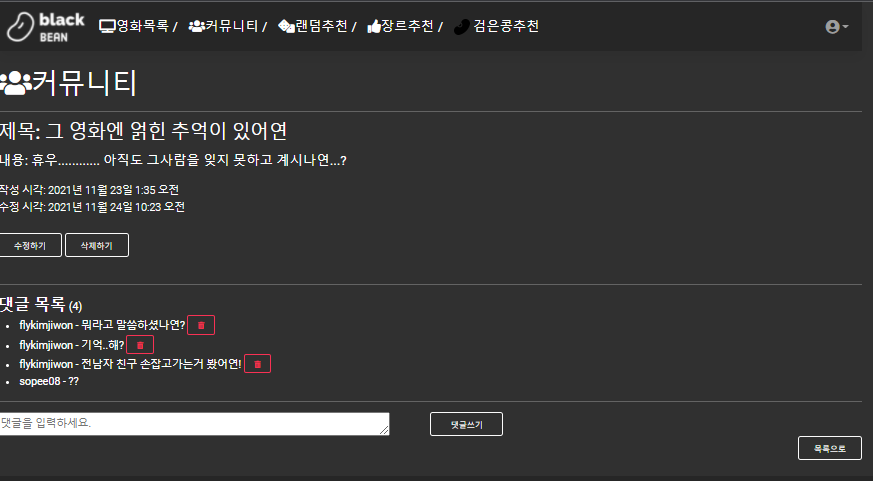 black BEAN 영화목록 / 커뮤니티 / 랜덤추천 / 장르추천 / 검은콩추천
커뮤니티
제목: 그 영화엔 얽힌 추억이 있어연
내용: 휴우............ 아직도 그사람을 잊지 못하고 계시나연...?
작성 시각: 2021년 11월 23일 1:35 오전
수정 시각: 2021년 11월 24일 10:23 오전
수정하기 삭제하기
댓글 목록 (4)
flykimjiwon - 뭐라고 말씀하셨나연?
flykimjiwon - 기억..해?
flykimjiwon - 전남자 친구 손잡고가는거 봤어연!
sopee08 - ??
댓글을 입력하세요. 댓글쓰기
목록으로